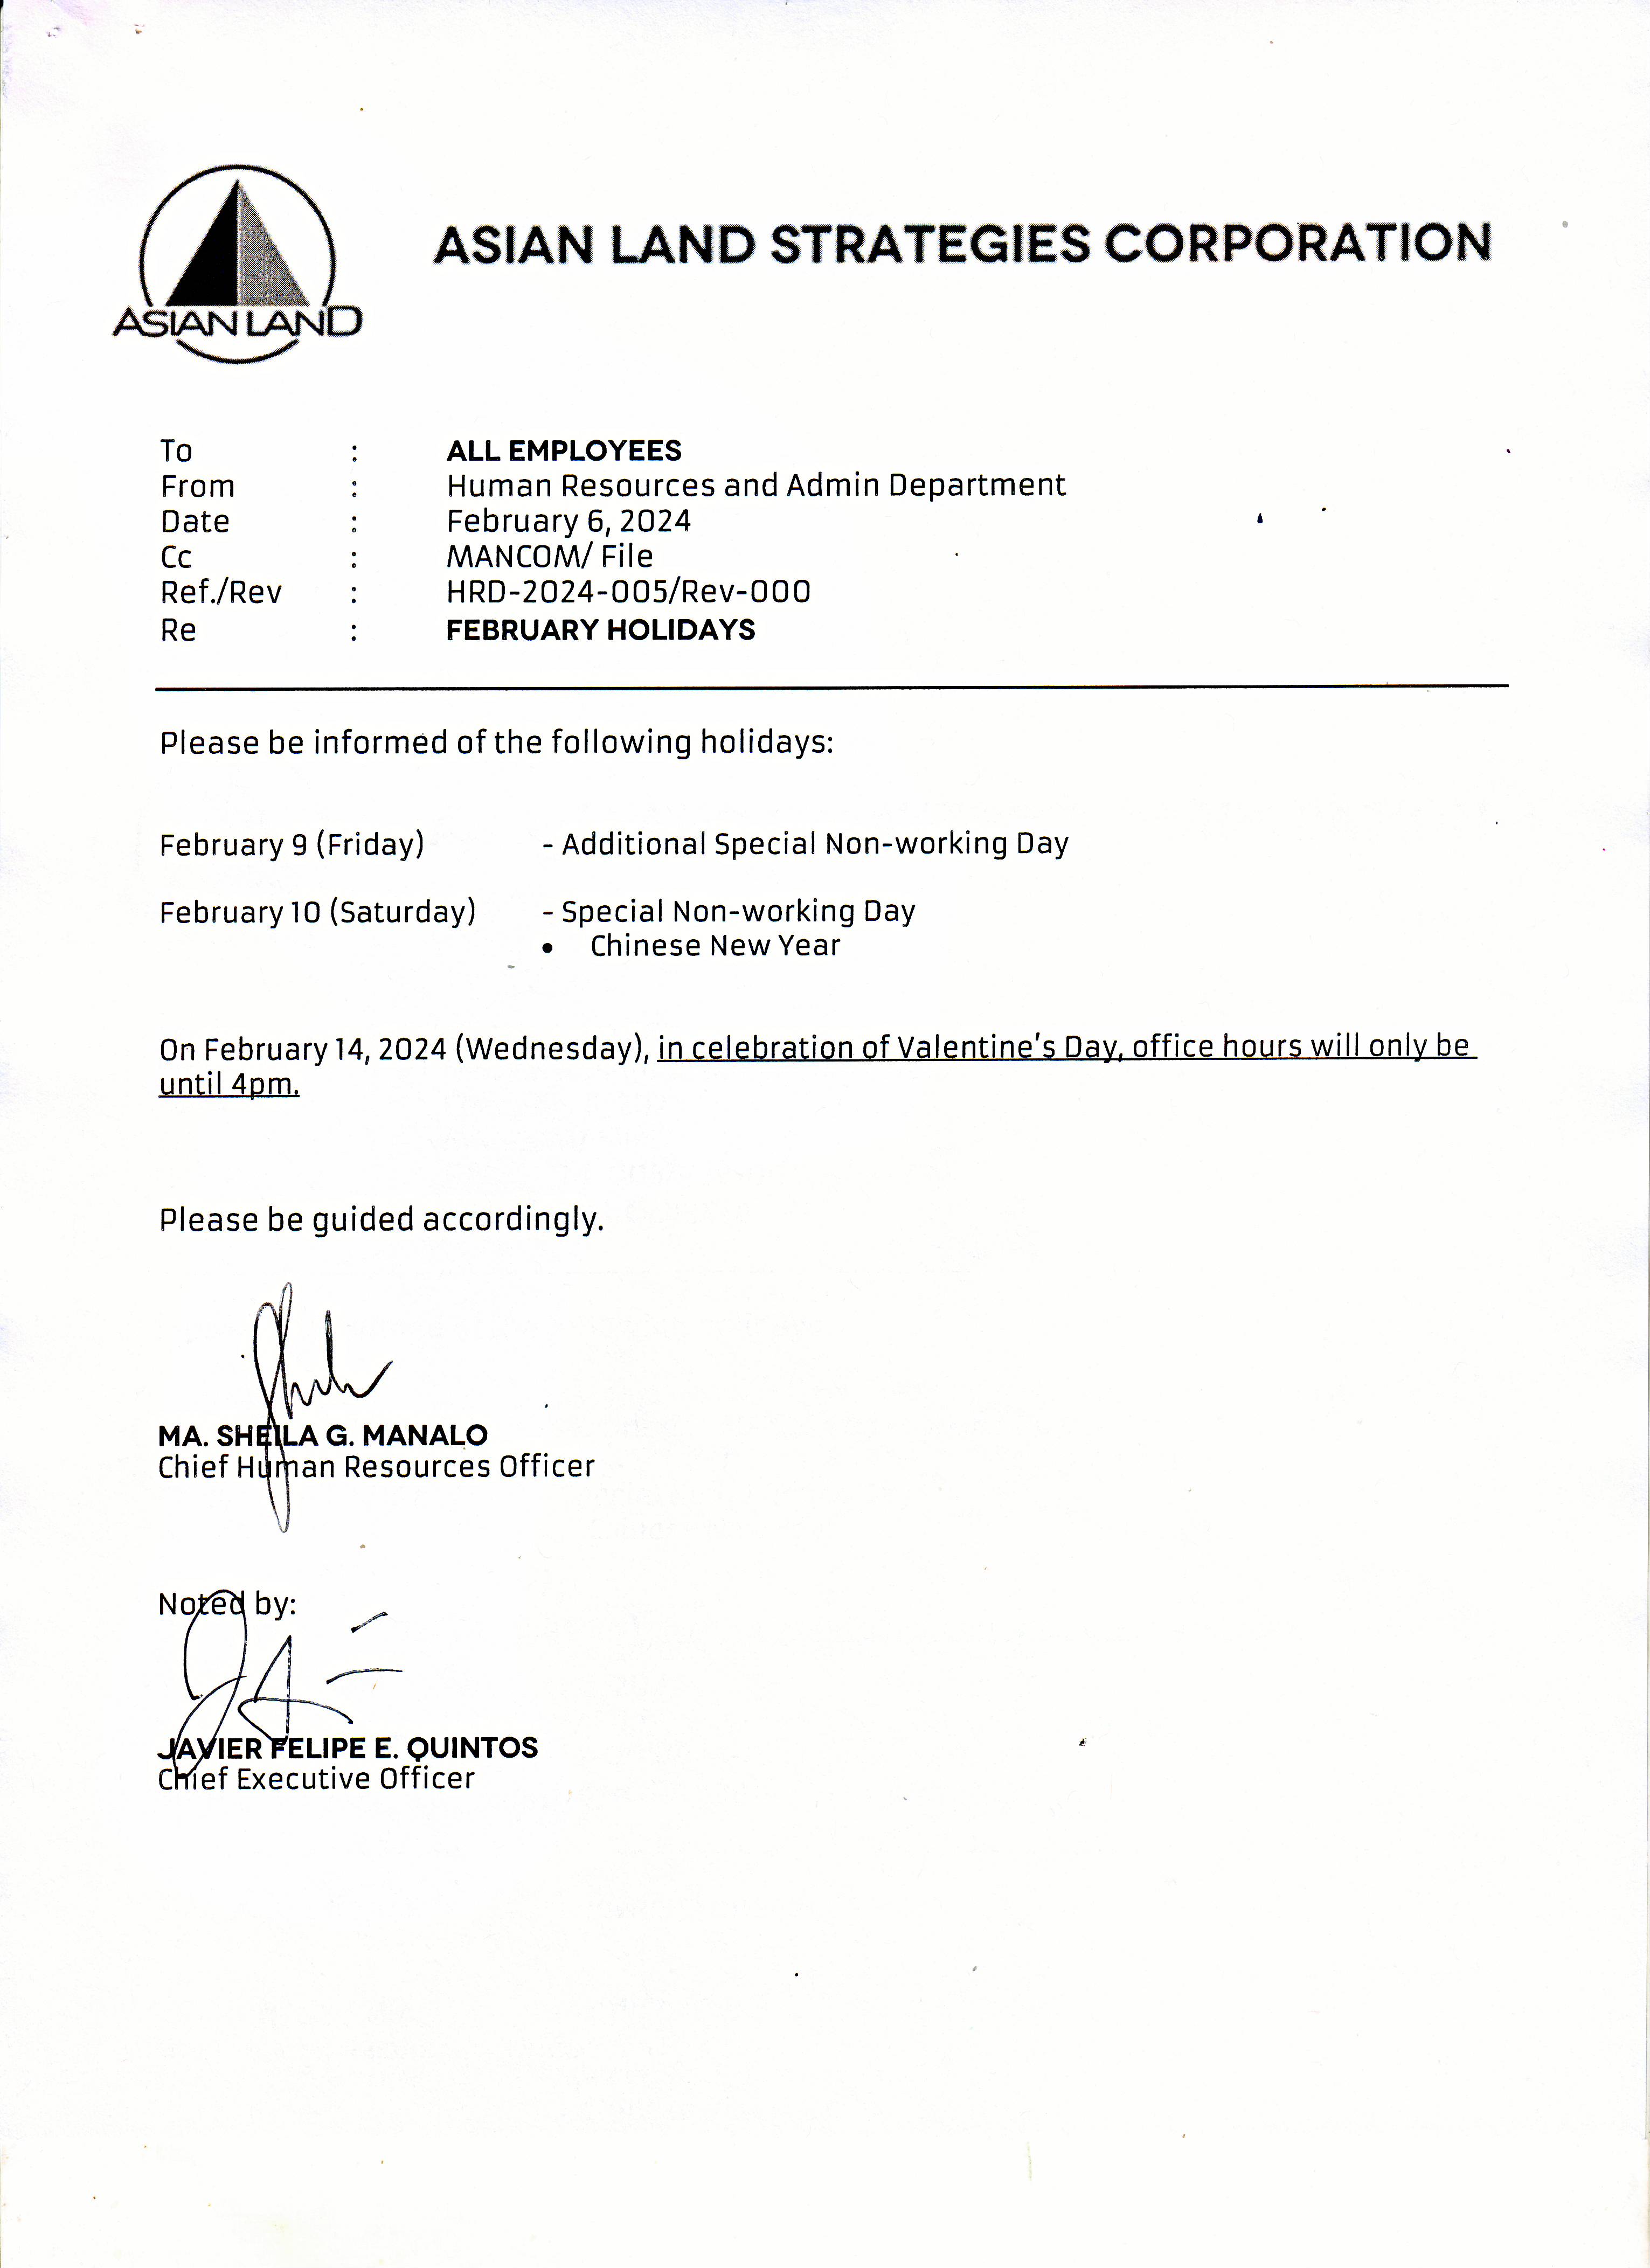 ASIAN LAND
ASIAN LAND STRATEGIES CORPORATION
To : ALL EMPLOYEES
From : Human Resources and Admin Department
Date : February 6, 2024
Cc : MANCOM/ File
Ref./Rev : HRD-2024-005/Rev-000
Re : FEBRUARY HOLIDAYS
Please be informed of the following holidays:
February 9 (Friday) - Additional Special Non-working Day
February 10 (Saturday) - Special Non-working Day
• Chinese New Year
On February 14, 2024 (Wednesday), in celebration of Valentine's Day, office hours will only be
until 4pm.
Please be guided accordingly.
MA. SHEILA G. MANALO
Chief Human Resources Officer
Noted by:
JAVIER FELIPE E. QUINTOS
Chief Executive Officer